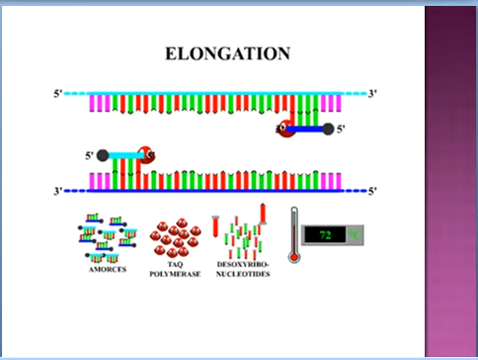 ELONGATION
5'
3'
5'
5'
3'
5'
AMORCES
TAQ
POLYMERASE
DESOXYRIBO-
NUCLEOTIDES
72 °C